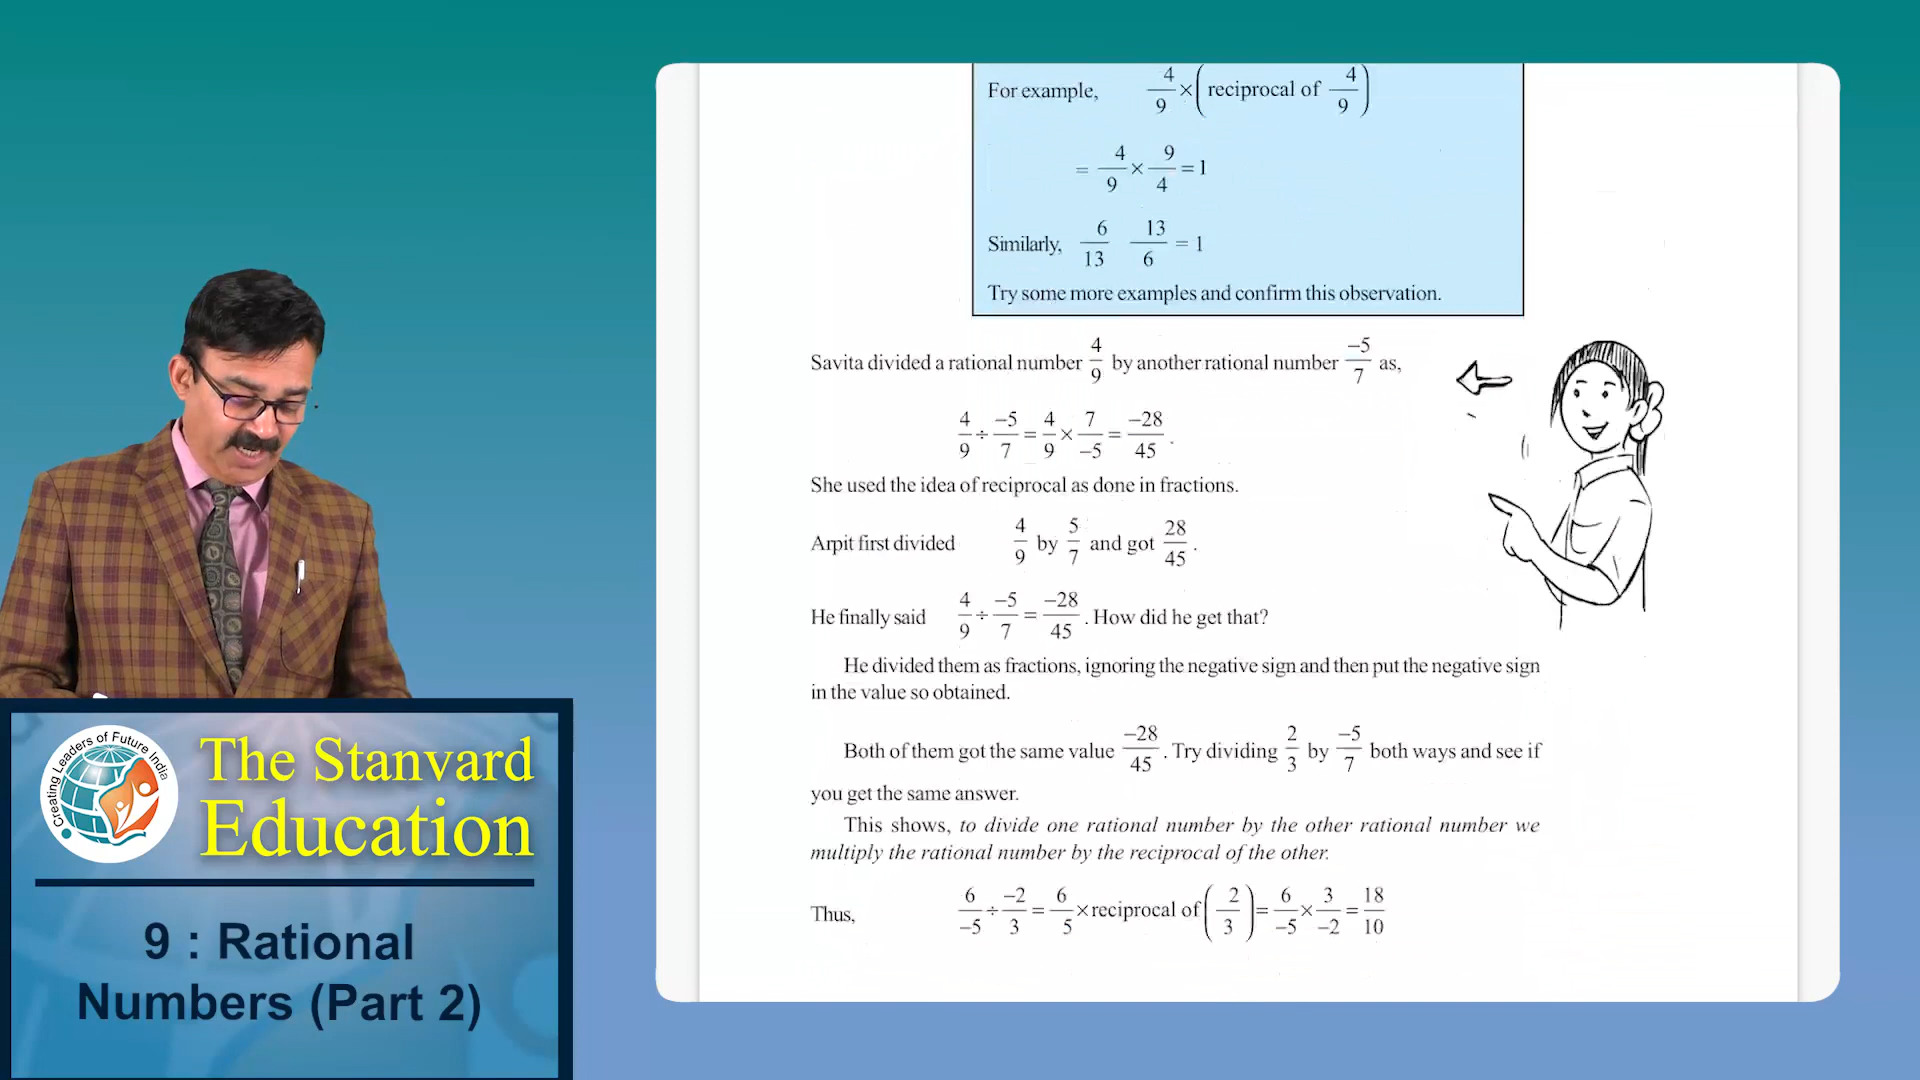 For example, 4/9 × (reciprocal of 4/9)
= 4/9 × 9/4 = 1
Similarly, 6/13 13/6 = 1
Try some more examples and confirm this observation.
Savita divided a rational number 4/9 by another rational number −5/7 as,
4/9 ÷ −5/7 = 4/9 × 7/−5 = −28/45 .
She used the idea of reciprocal as done in fractions.
Arpit first divided 4/9 by 5/7 and got 28/45 .
He finally said 4/9 ÷ −5/7 = −28/45 . How did he get that?
He divided them as fractions, ignoring the negative sign and then put the negative sign
in the value so obtained.
Both of them got the same value −28/45 . Try dividing 2/3 by −5/7 both ways and see if
you get the same answer.
This shows, to divide one rational number by the other rational number we
multiply the rational number by the reciprocal of the other.
Thus, 6/−5 ÷ −2/3 = 6/5 × reciprocal of (2/3) = 6/−5 × 3/−2 = 18/10
Creating Leaders of Future India
The Stanvard
Education
9 : Rational
Numbers (Part 2)